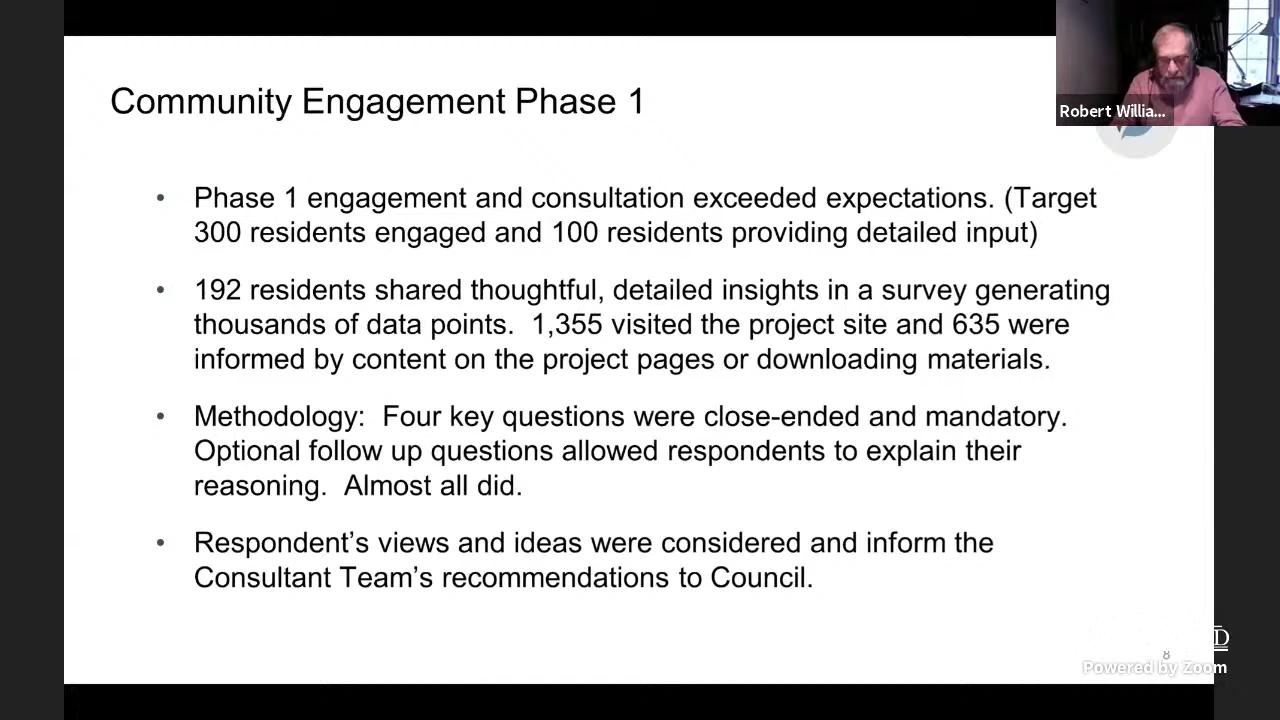 Community Engagement Phase 1
Robert Willia...
• Phase 1 engagement and consultation exceeded expectations. (Target
300 residents engaged and 100 residents providing detailed input)
• 192 residents shared thoughtful, detailed insights in a survey generating
thousands of data points.  1,355 visited the project site and 635 were
informed by content on the project pages or downloading materials.
• Methodology:  Four key questions were close-ended and mandatory.
Optional follow up questions allowed respondents to explain their
reasoning.  Almost all did.
• Respondent’s views and ideas were considered and inform the
Consultant Team’s recommendations to Council.
D
8
Powered by Zoom